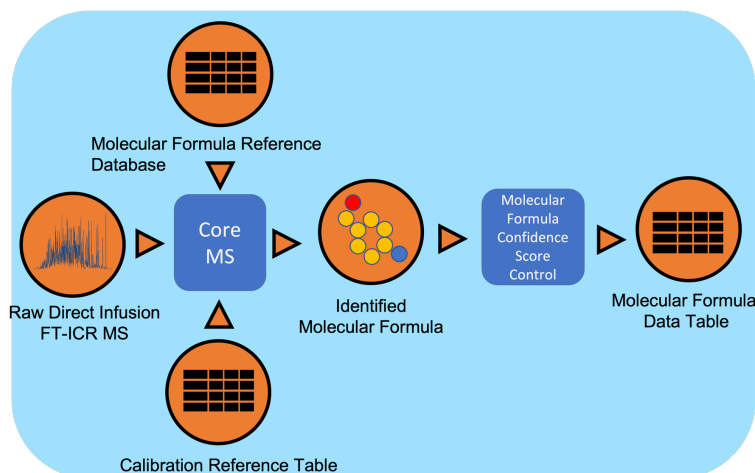 Molecular Formula Reference
Database
Core
MS
Molecular
Formula
Confidence
Score
Control
Raw Direct Infusion
FT-ICR MS
Identified
Molecular Formula
Molecular Formula
Data Table
Calibration Reference Table